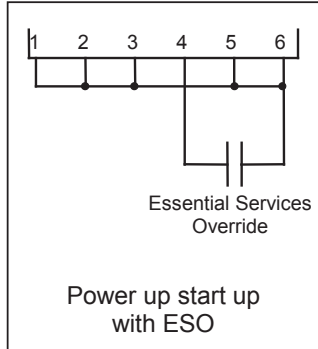 1 2 3 4 5 6
Essential Services
Override
Power up start up
with ESO